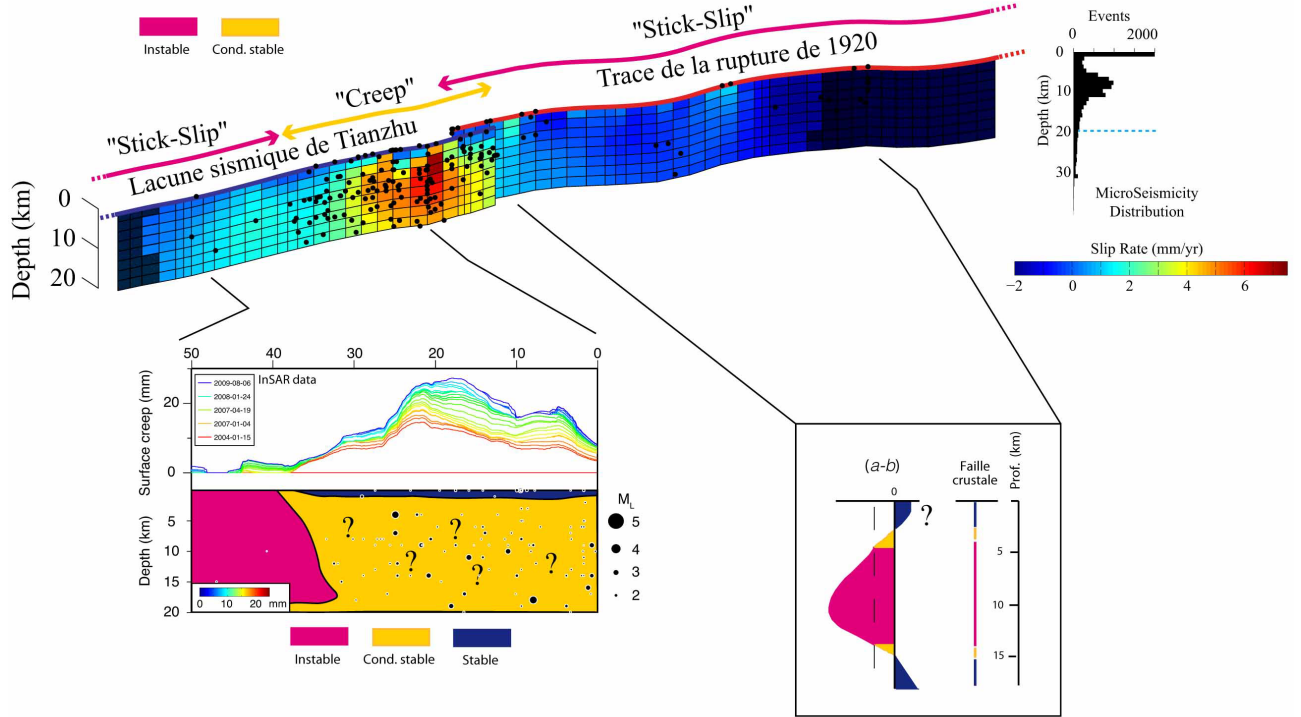 "Stick-Slip"
Instable
Cond. stable
Trace de la rupture de 1920
"Creep"
"Stick-Slip"
Lacune sismique de Tianzhu
Depth (km)
0
10
20
Events
0
2000
Depth (km)
0
10
20
30
MicroSeismicity
Distribution
Slip Rate (mm/yr)
−2
0
2
4
6
50
40
30
20
10
0
InSAR data
2009-08-06
2008-01-24
2007-04-19
2007-01-04
2004-01-15
Surface creep (mm)
20
0
Depth (km)
5
10
15
20
?
?
?
?
?
0
10
20
mm
M_L
5
4
3
2
Instable
Cond. stable
Stable
(a-b)
0
?
Faille
crustale
Prof. (km)
5
10
15